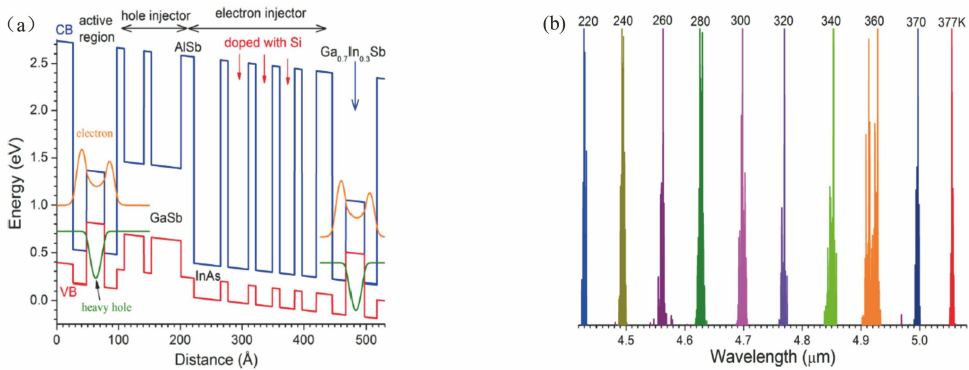 (a)
hole injector
electron injector
CB
active
region
AlSb
doped with Si
Ga₀.₇In₀.₃Sb
electron
GaSb
InAs
VB
heavy hole
Energy (eV)
2.5
2.0
1.5
1.0
0.5
0.0
0 100 200 300 400 500
Distance (Å)
(b)
220 240 260 280 300 320 340 360 370 377K
4.5 4.6 4.7 4.8 4.9 5.0
Wavelength (μm)